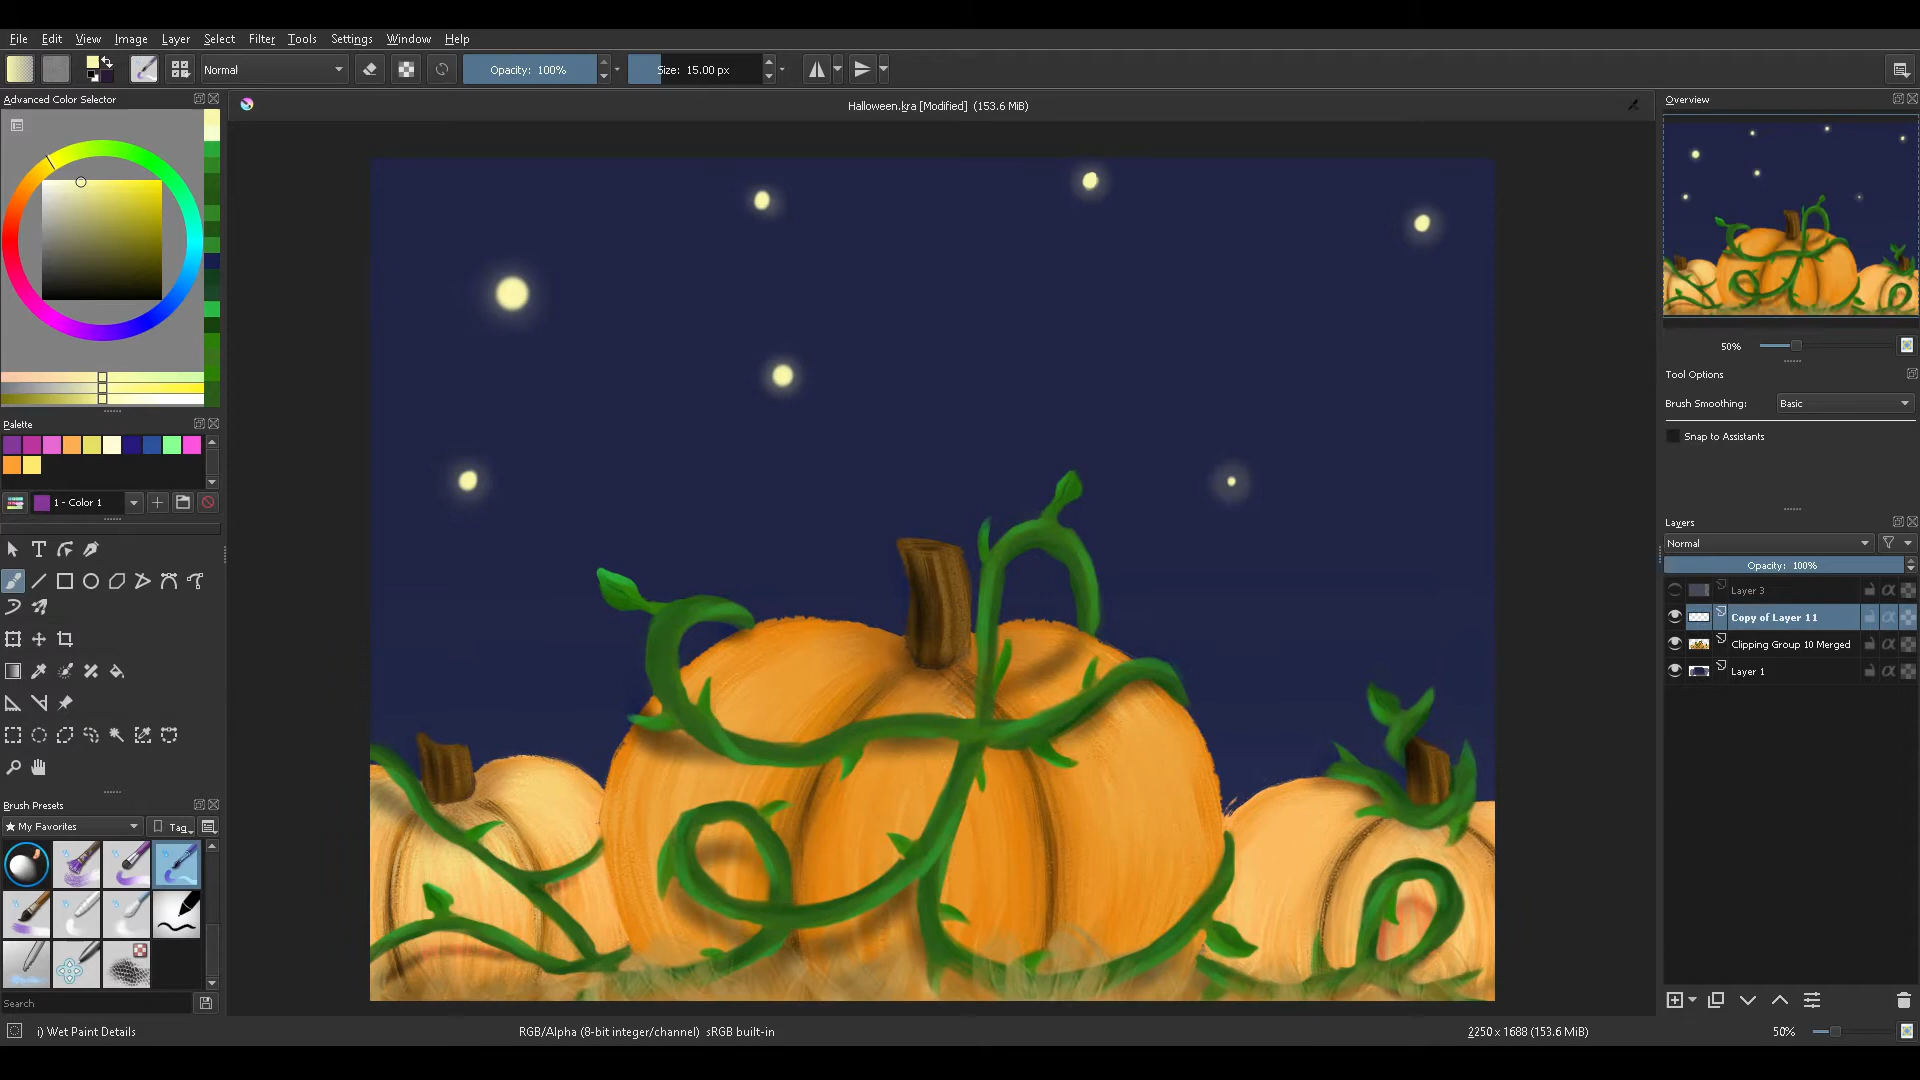 File Edit View Image Layer Select Filter Tools Settings Window Help
Normal Opacity: 100% Size: 15.00 px
Advanced Color Selector
Halloween.kra [Modified] (153.6 MiB)
Overview
50%
Tool Options
Brush Smoothing: Basic
Snap to Assistants
Palette
1 - Color 1
Layers
Normal
Opacity: 100%
Layer 3
Copy of Layer 11
Clipping Group 10 Merged
Layer 1
Brush Presets
My Favorites Tag
Search
i) Wet Paint Details RGB/Alpha (8-bit integer/channel) sRGB built-in 2250 x 1688 (153.6 MiB) 50%